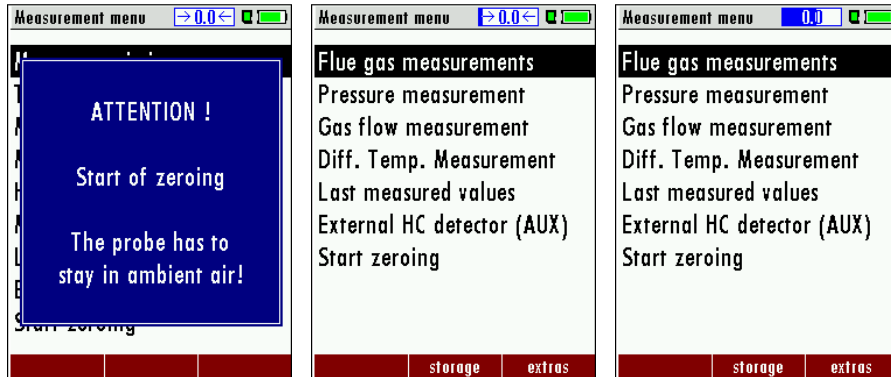 Measurement menu →0.0←
ATTENTION !
Start of zeroing
The probe has to
stay in ambient air!
Start zeroing
Measurement menu →0.0←
Flue gas measurements
Pressure measurement
Gas flow measurement
Diff. Temp. Measurement
Last measured values
External HC detector (AUX)
Start zeroing
storage extras
Measurement menu 0.0
Flue gas measurements
Pressure measurement
Gas flow measurement
Diff. Temp. Measurement
Last measured values
External HC detector (AUX)
Start zeroing
storage extras